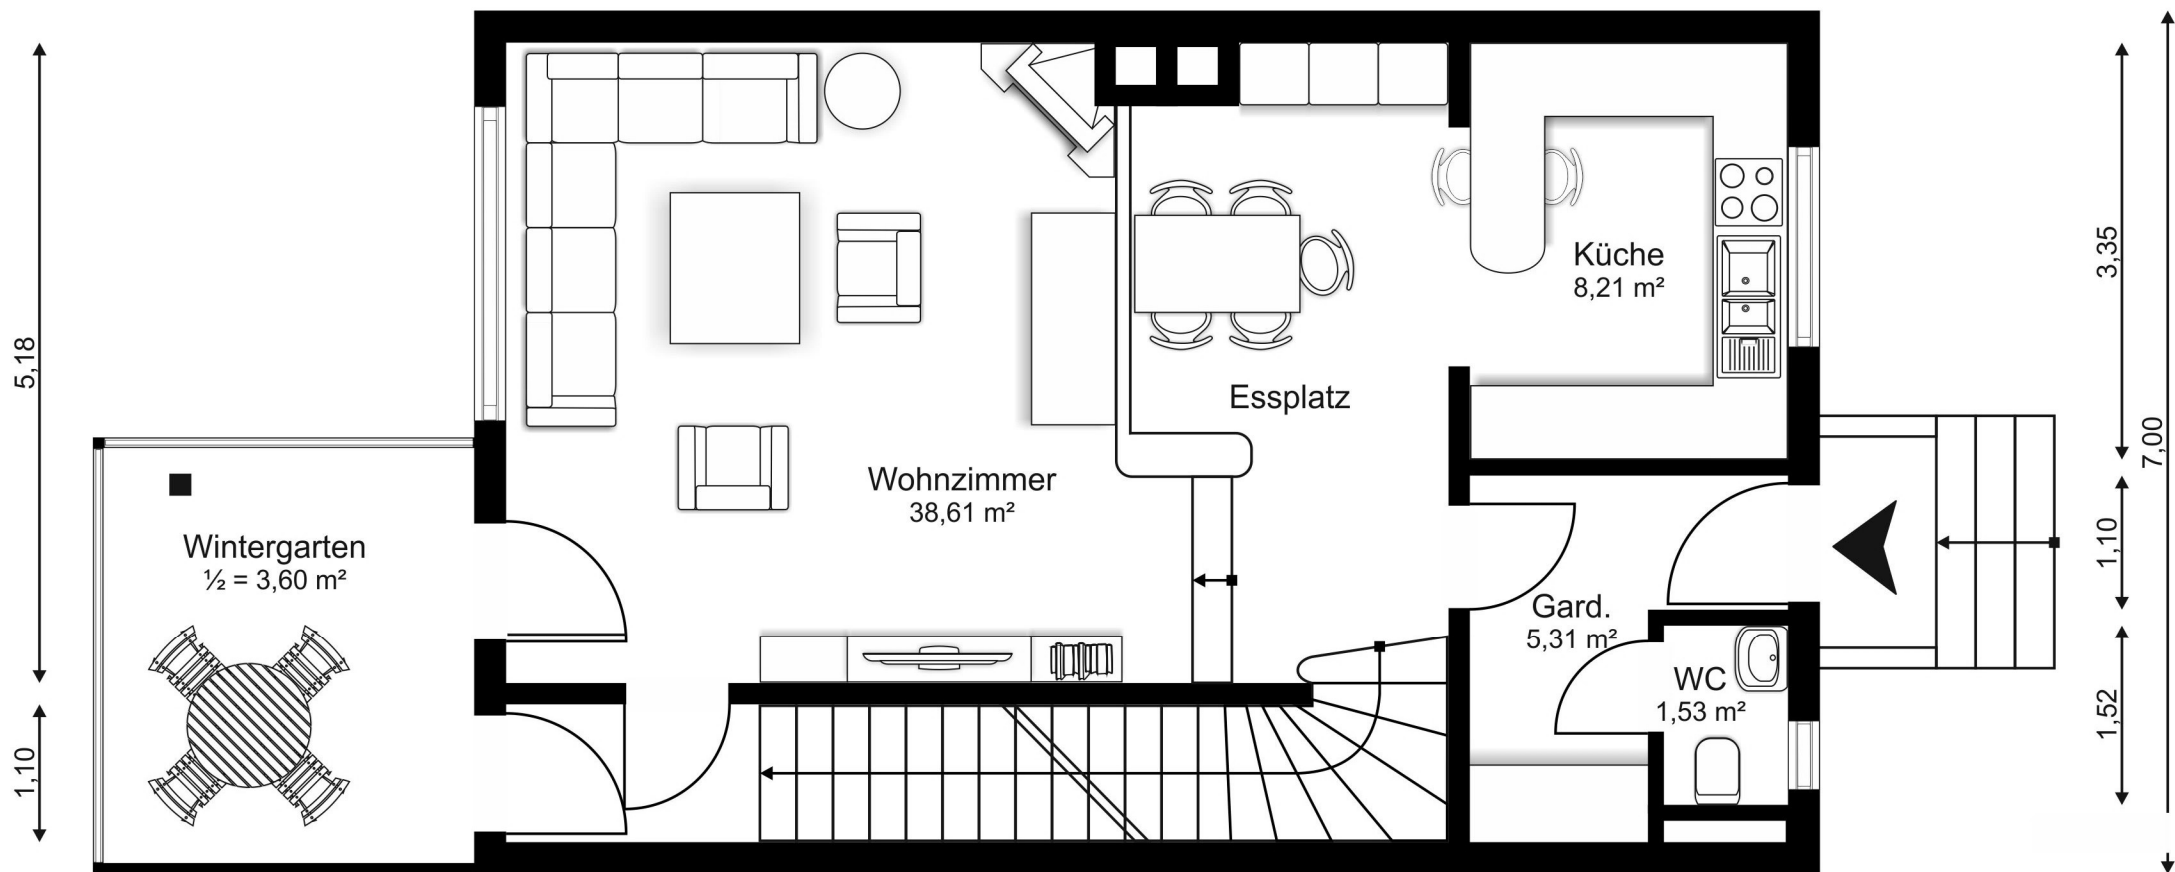 5,18
1,10
Wintergarten
½ = 3,60 m²
Wohnzimmer
38,61 m²
Essplatz
Küche
8,21 m²
Gard.
5,31 m²
WC
1,53 m²
3,35
1,10
1,52
7,00